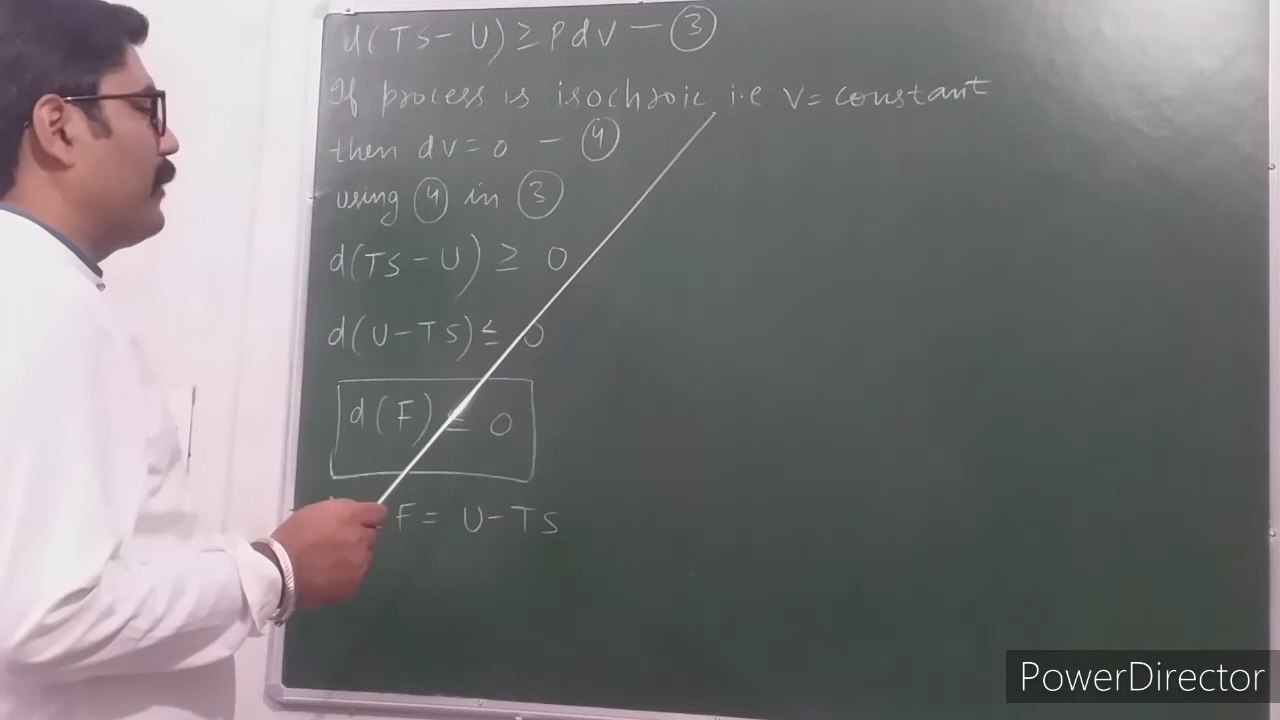 d(TS-U) ≥ PdV — ③
If process is isochroic i.e V= constant
then dV= 0 - ④
using ④ in ③
d(TS-U) ≥ 0
d(U-TS) ≤ 0
d(F) ≤ 0
F= U-TS
PowerDirector